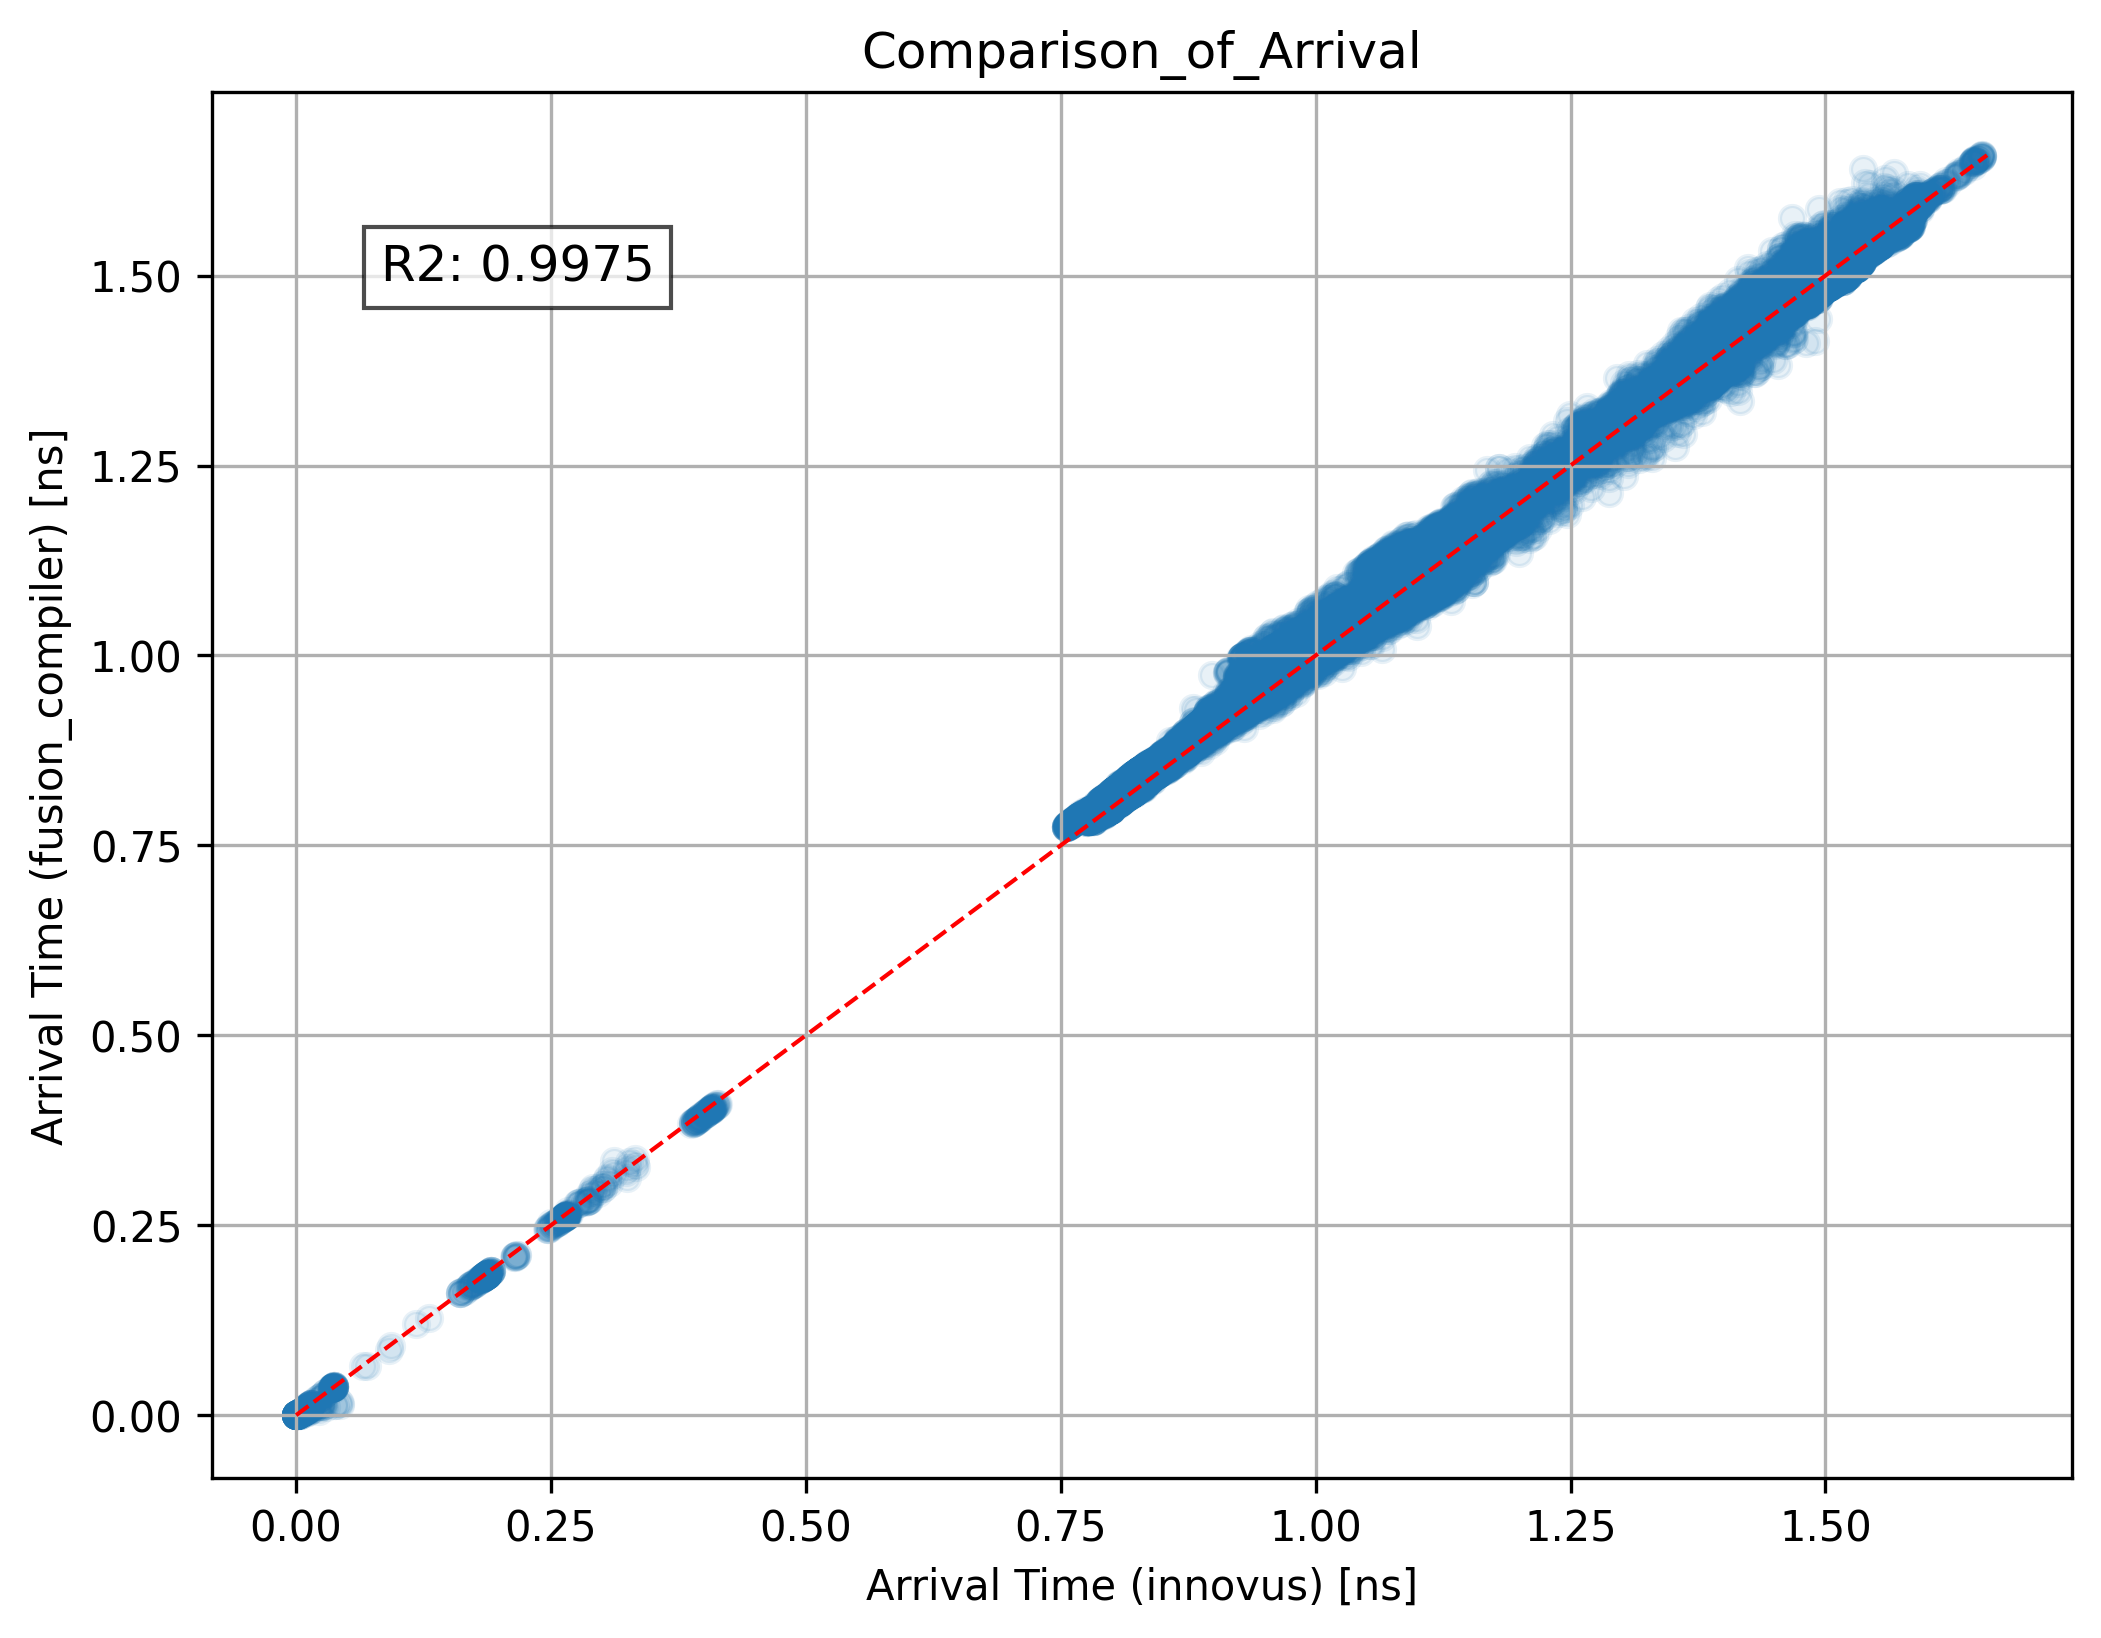 Comparison_of_Arrival
R2: 0.9975
Arrival Time (fusion_compiler) [ns]
1.50
1.25
1.00
0.75
0.50
0.25
0.00
0.00 0.25 0.50 0.75 1.00 1.25 1.50
Arrival Time (innovus) [ns]